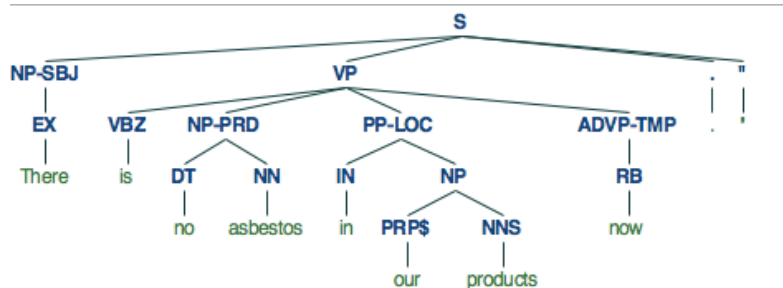 S
NP-SBJ VP . "
EX VBZ NP-PRD PP-LOC ADVP-TMP . '
There is DT NN IN NP RB
no asbestos in PRP$ NNS now
our products